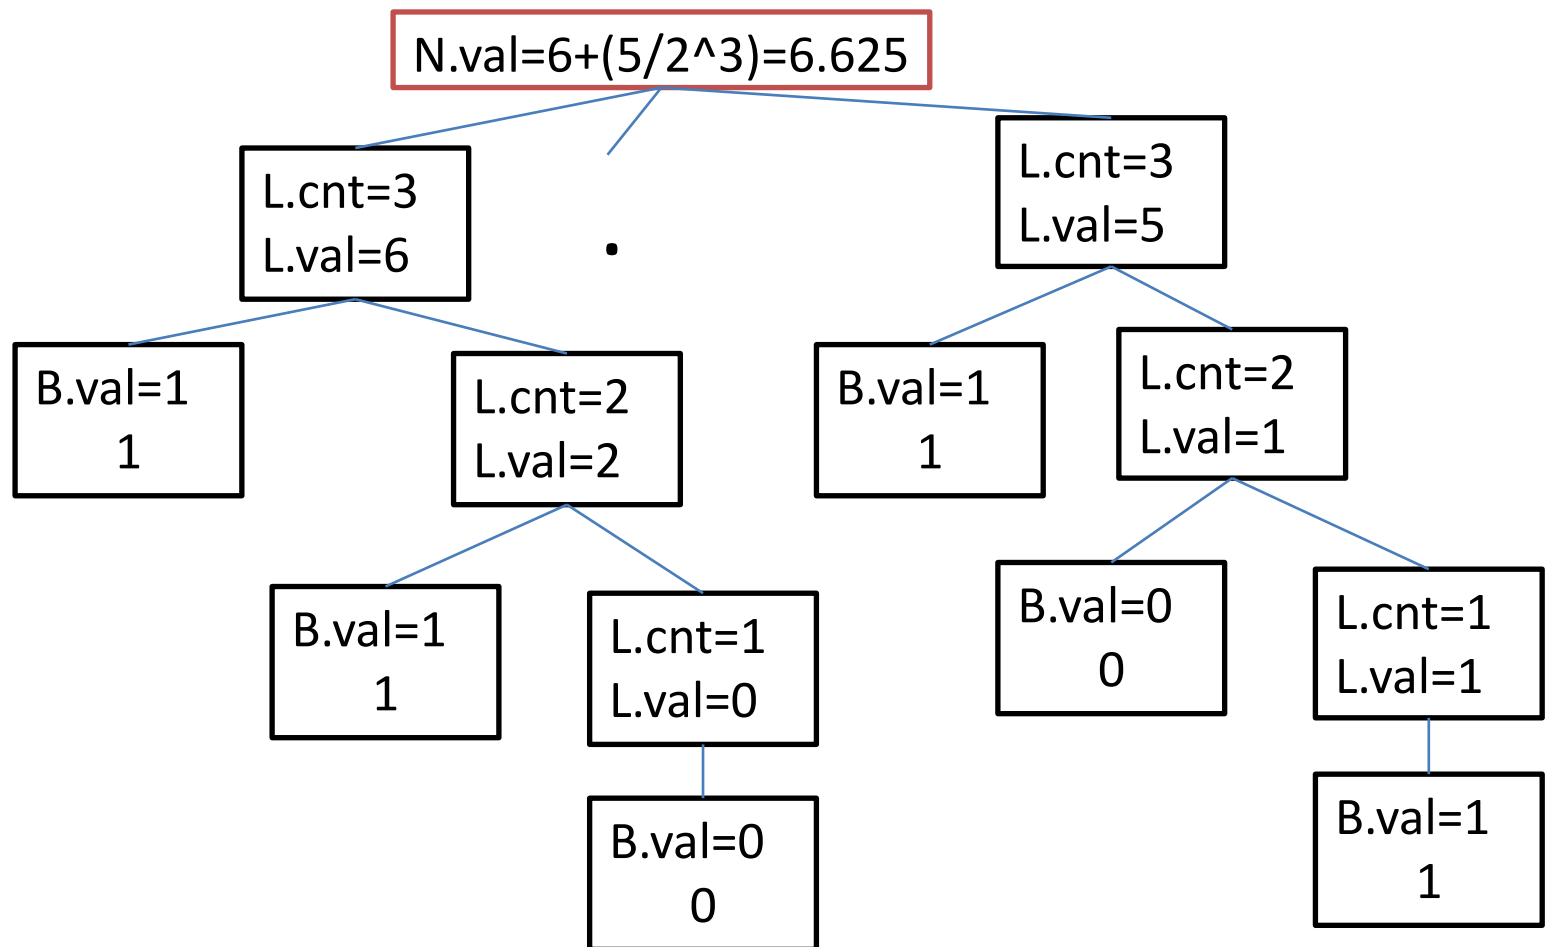 N.val=6+(5/2^3)=6.625
L.cnt=3
L.val=6
.
L.cnt=3
L.val=5
B.val=1
1
L.cnt=2
L.val=2
B.val=1
1
L.cnt=2
L.val=1
B.val=1
1
L.cnt=1
L.val=0
B.val=0
0
L.cnt=1
L.val=1
B.val=0
0
B.val=1
1